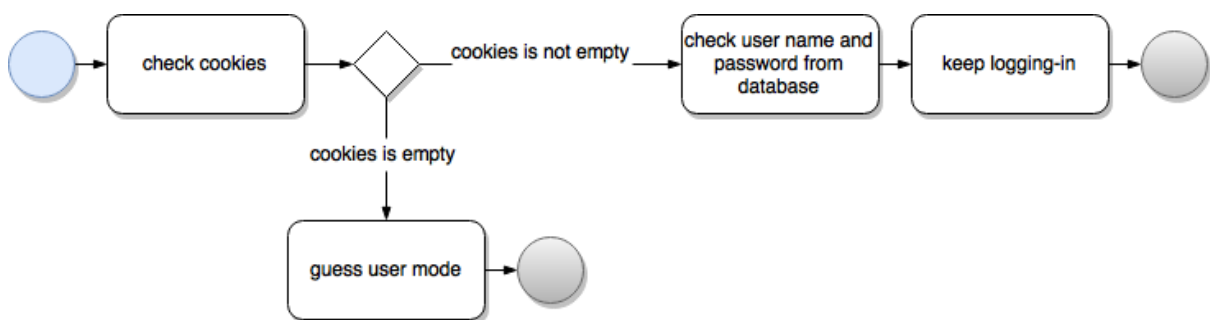 check cookies
cookies is not empty
check user name and
password from
database
keep logging-in
cookies is empty
guess user mode